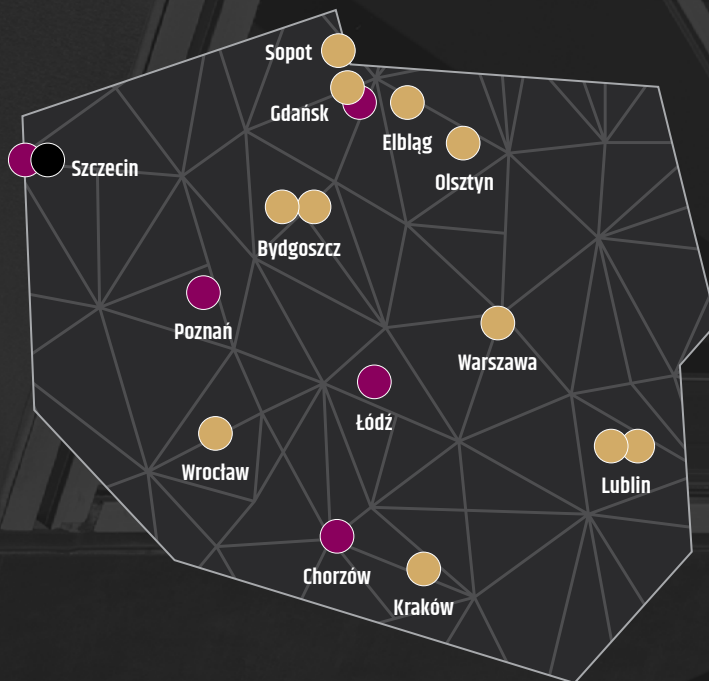 Sopot
Gdańsk
Elbląg
Szczecin
Olsztyn
Bydgoszcz
Poznań
Warszawa
Łódź
Wrocław
Lublin
Chorzów
Kraków